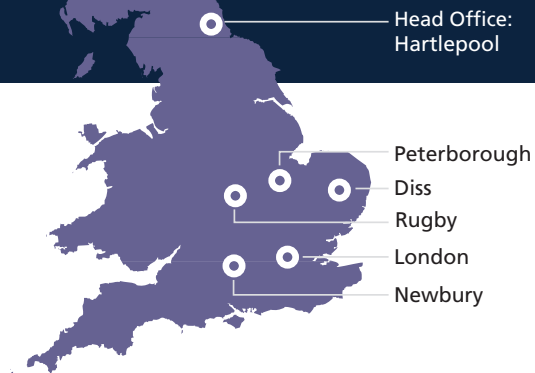 Head Office:
Hartlepool
Peterborough
Diss
Rugby
London
Newbury